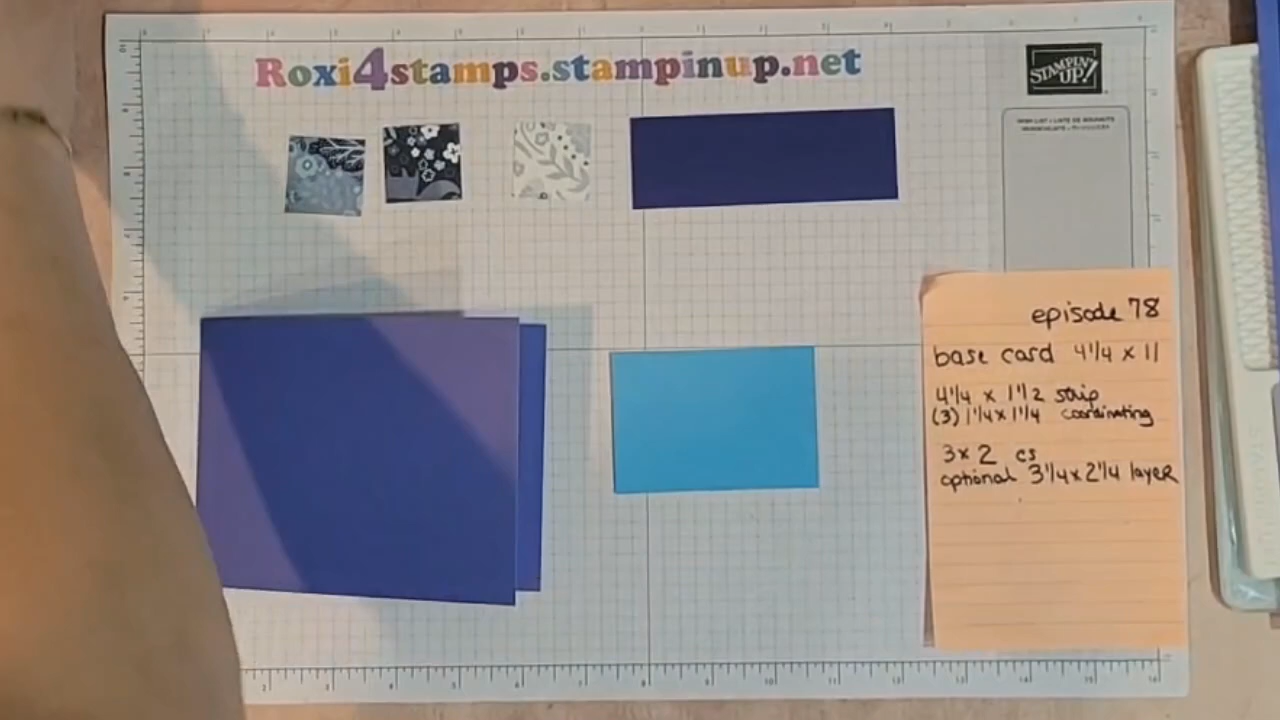 Roxi4stamps.stampinup.net
STAMPIN' UP!
episode 78
base card 4 1/4 x 11
4 1/4 x 1 1/2 strip
(3) 1 1/4 x 1 1/4 coordinating
3 x 2 cs
optional 3 1/4 x 2 1/4 layer